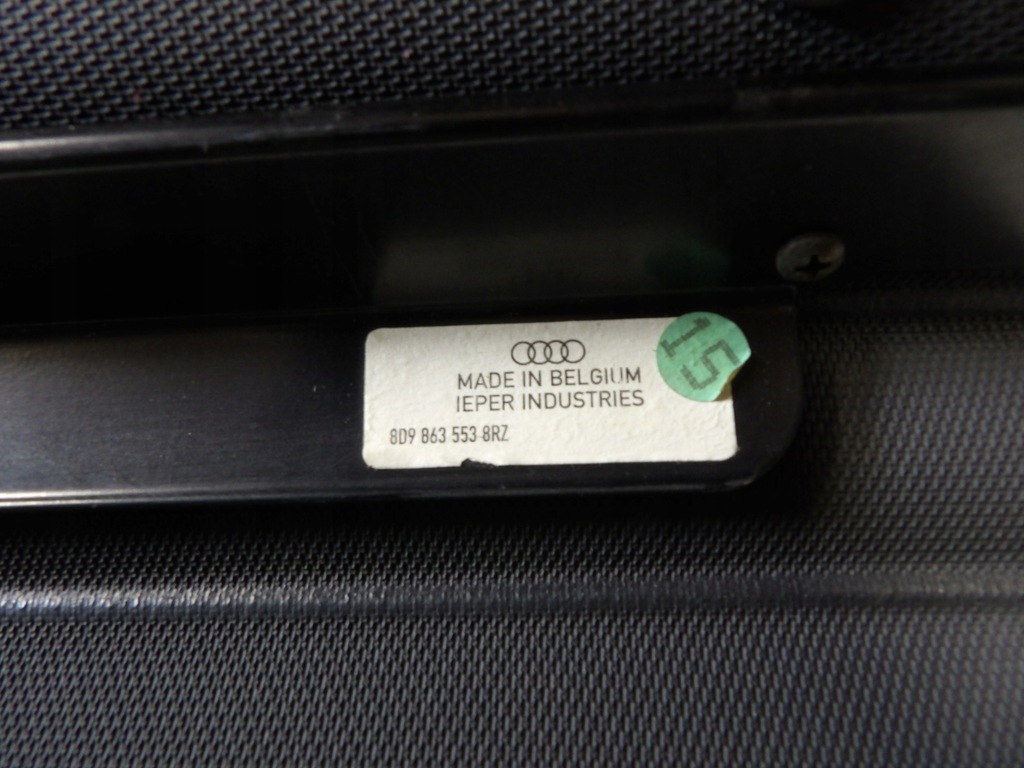 15
MADE IN BELGIUM
IEPER INDUSTRIES
8D9 863 553 8RZ